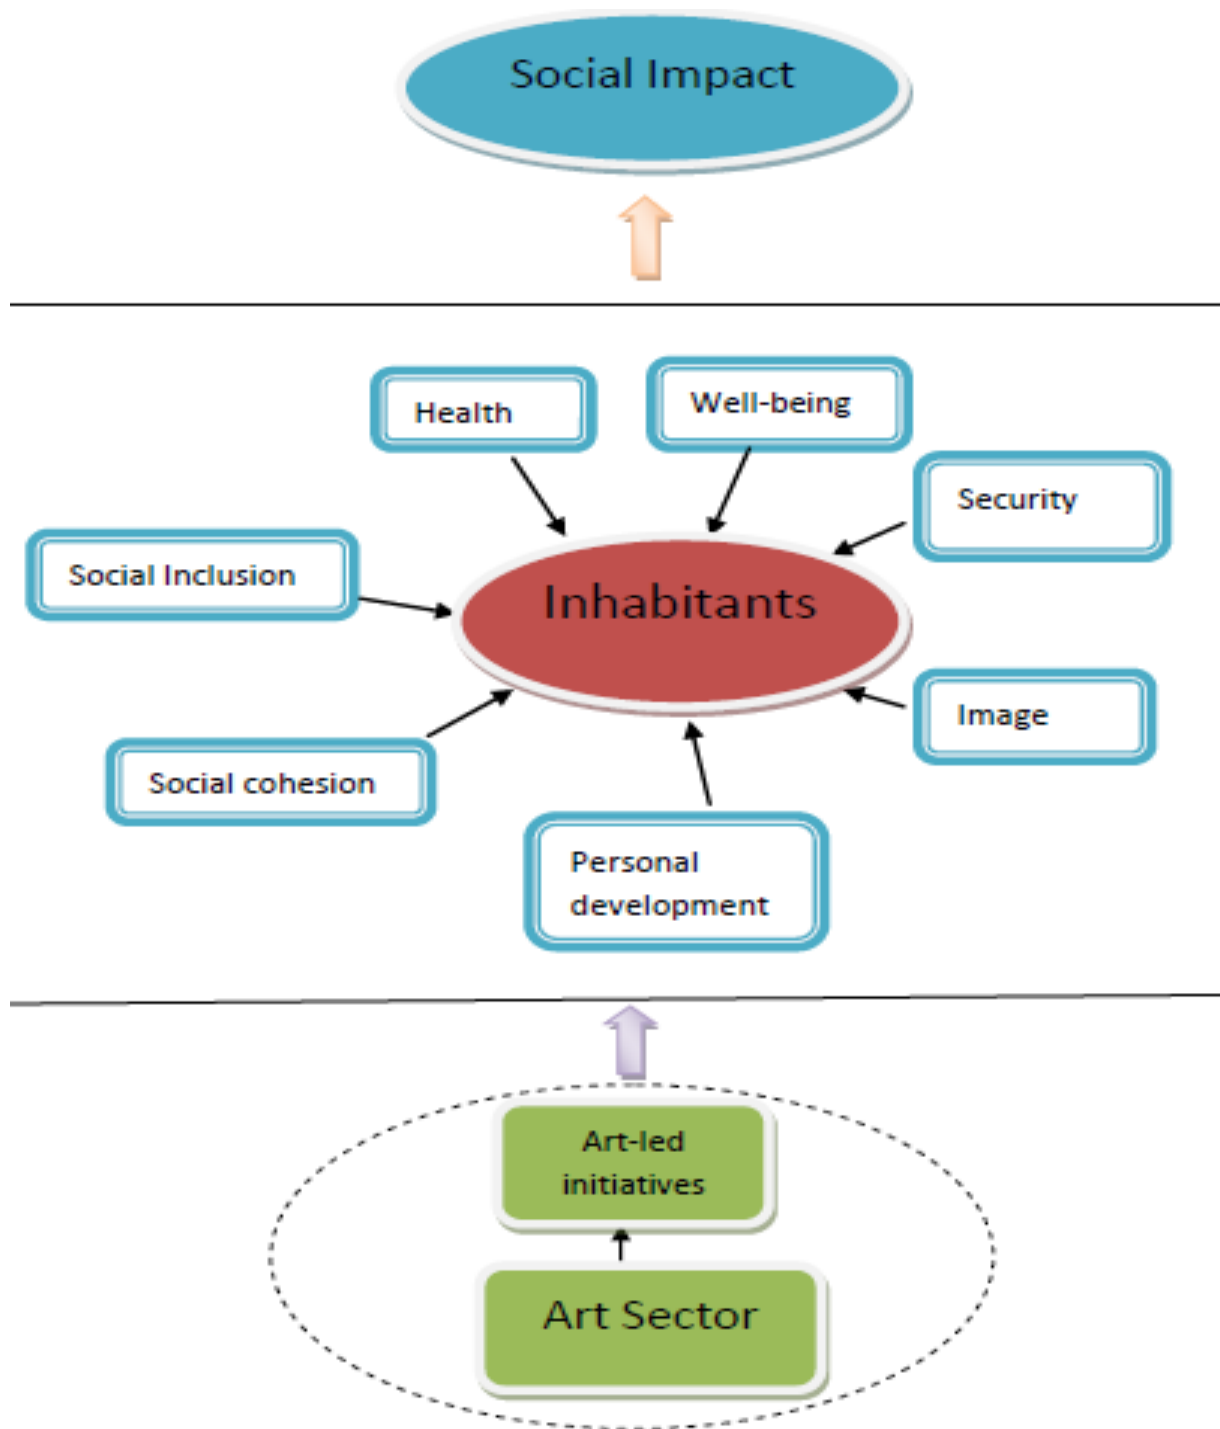 Social Impact
Health
Well-being
Security
Social Inclusion
Inhabitants
Image
Social cohesion
Personal
development
Art-led
initiatives
Art Sector